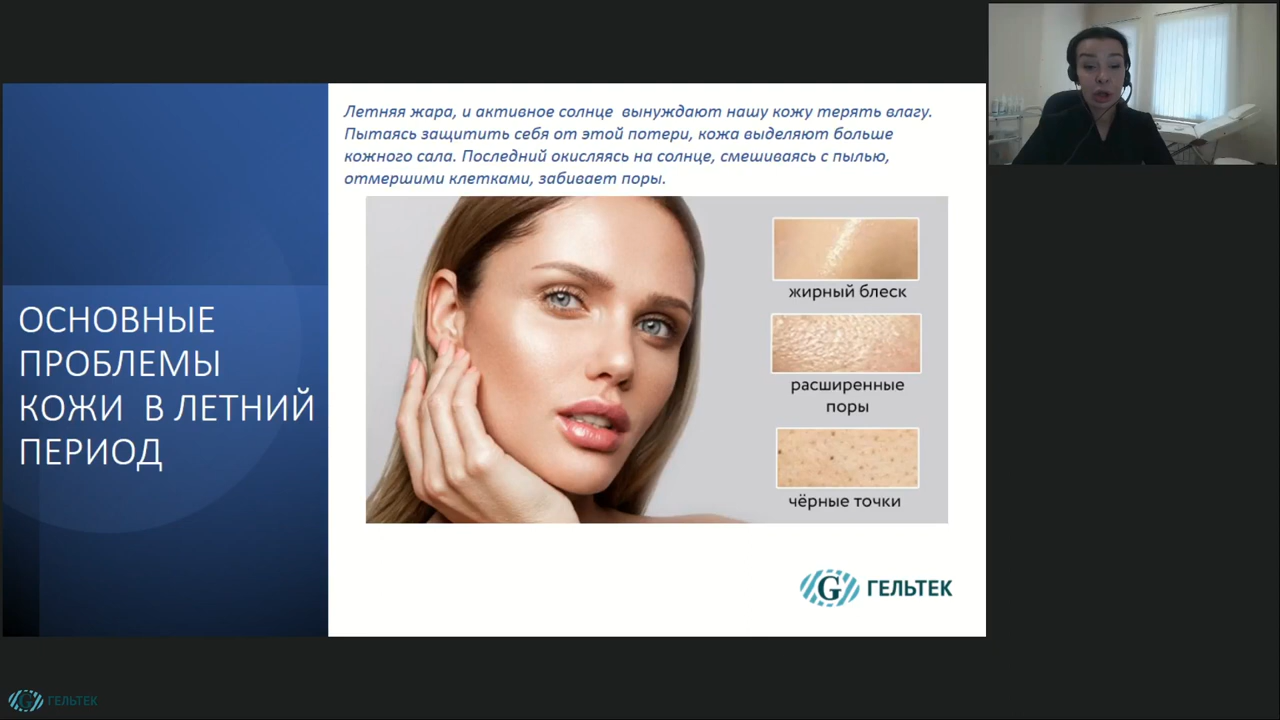 Летняя жара, и активное солнце  вынуждают нашу кожу терять влагу.
Пытаясь защитить себя от этой потери, кожа выделяют больше
кожного сала. Последний окисляясь на солнце, смешиваясь с пылью,
отмершими клетками, забивает поры.
ОСНОВНЫЕ
ПРОБЛЕМЫ
КОЖИ  В ЛЕТНИЙ
ПЕРИОД
жирный блеск
расширенные
поры
чёрные точки
G ГЕЛЬТЕК
G ГЕЛЬТЕК